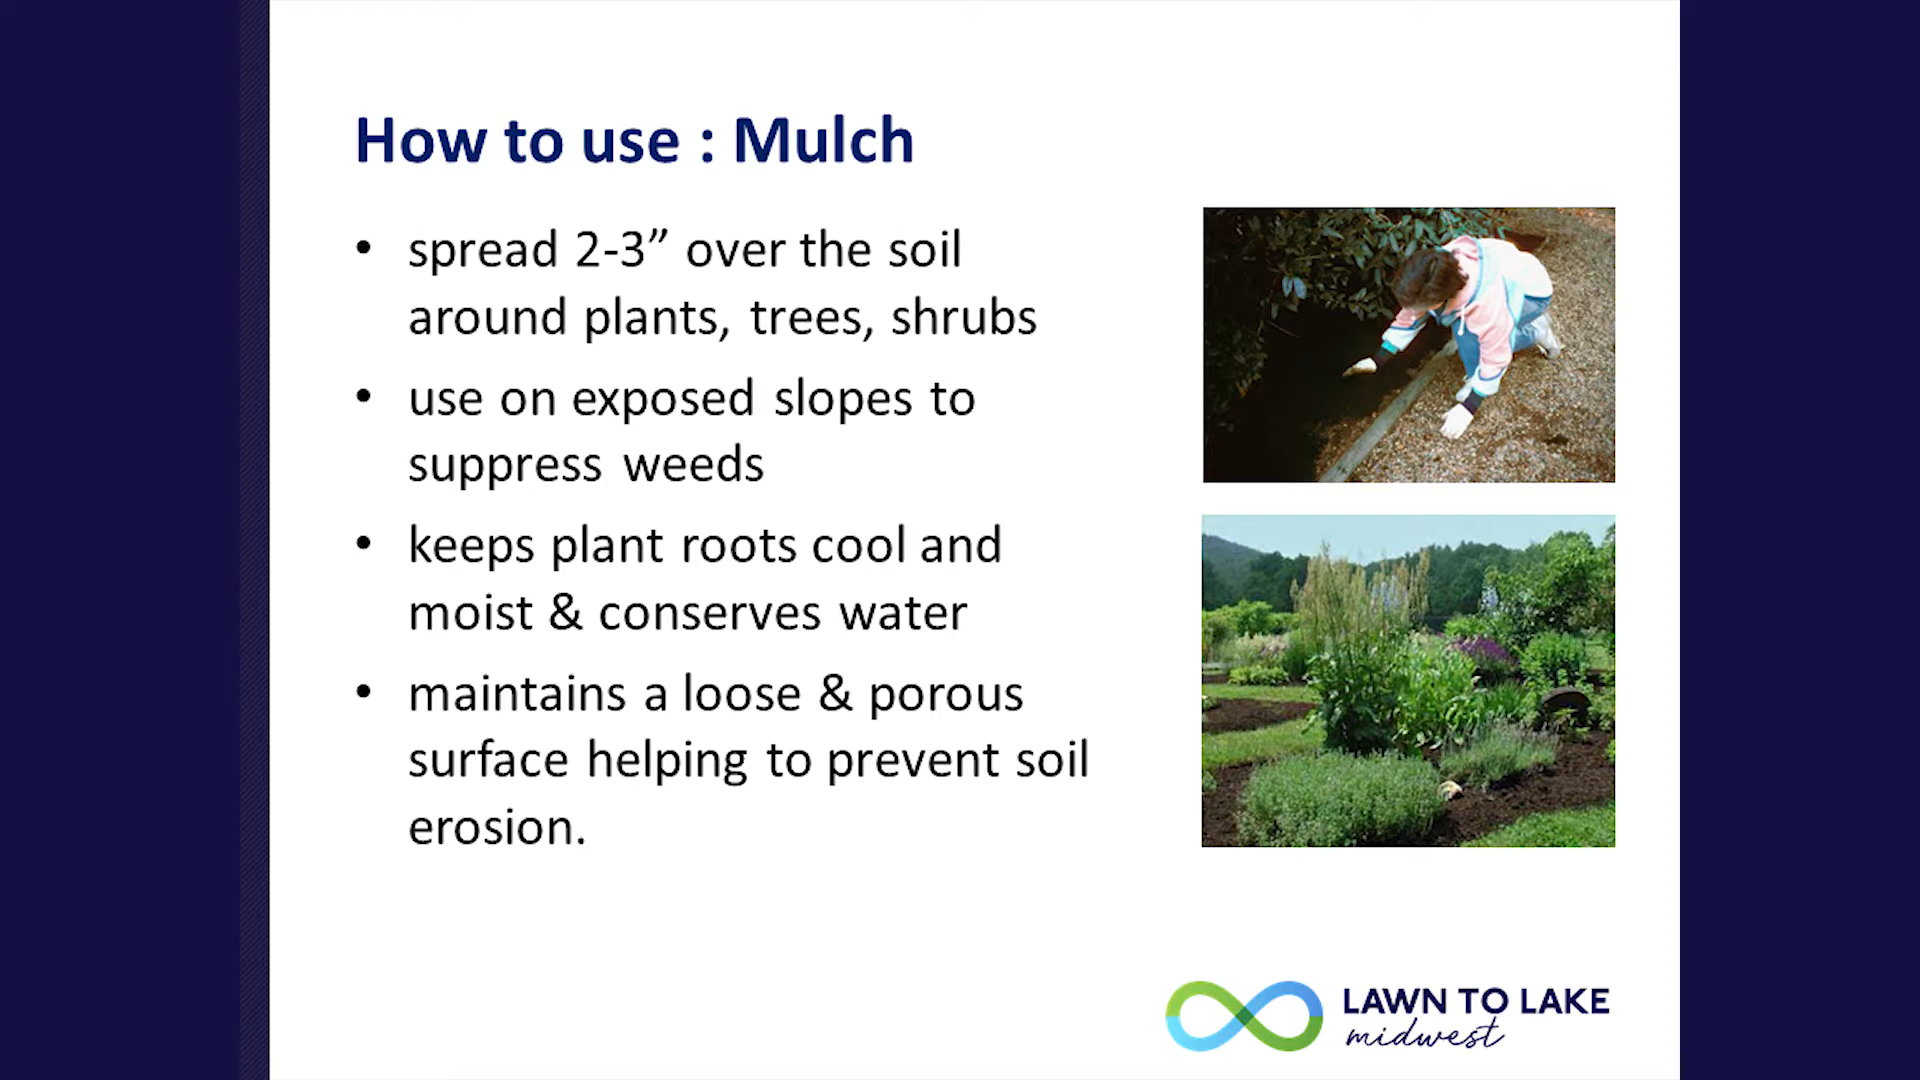 How to use : Mulch
• spread 2-3” over the soil
around plants, trees, shrubs
• use on exposed slopes to
suppress weeds
• keeps plant roots cool and
moist & conserves water
• maintains a loose & porous
surface helping to prevent soil
erosion.
LAWN TO LAKE
midwest